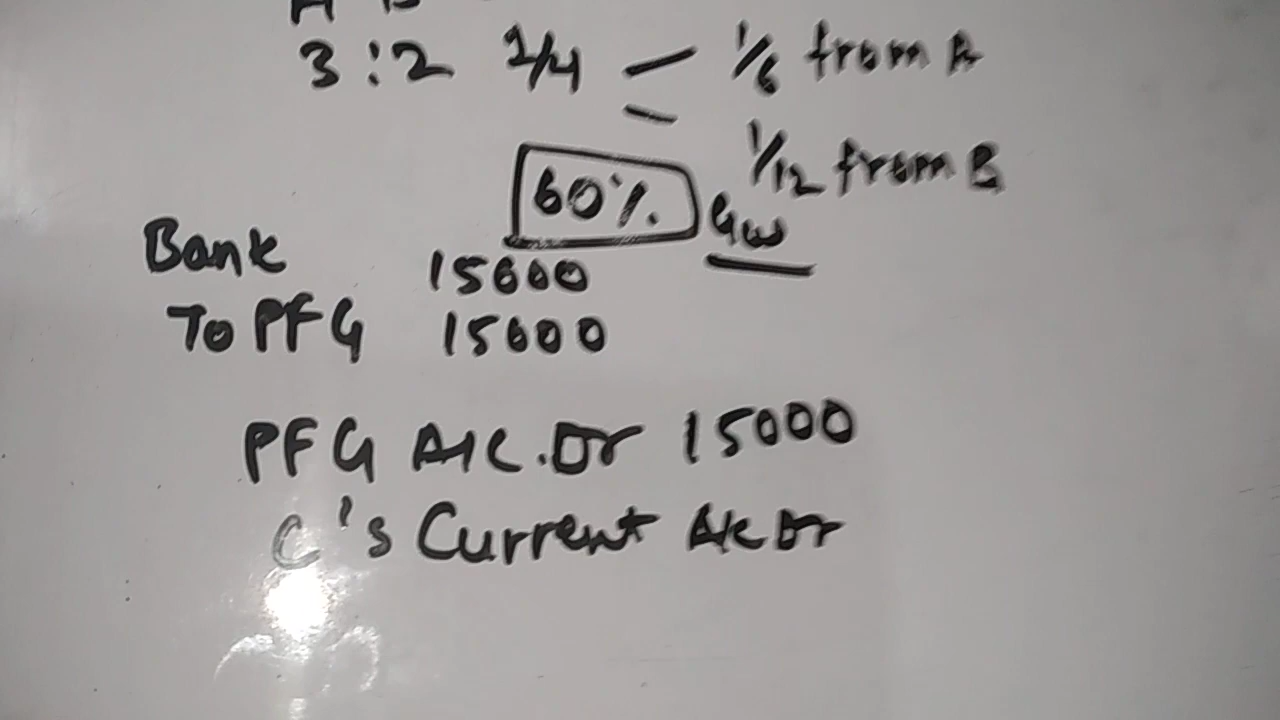 A B
3:2 1/4 — 1/6 from A
1/12 from B
60% GW
Bank 15000
To PFG 15000
PFG A/C. Dr 15000
C's Current A/c Dr